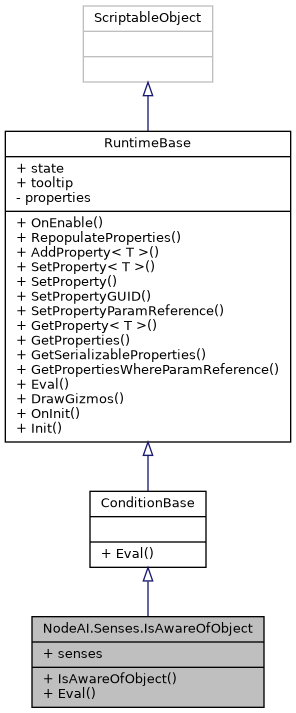 ScriptableObject
RuntimeBase
+ state
+ tooltip
- properties
+ OnEnable()
+ RepopulateProperties()
+ AddProperty< T >()
+ SetProperty< T >()
+ SetProperty()
+ SetPropertyGUID()
+ SetPropertyParamReference()
+ GetProperty< T >()
+ GetProperties()
+ GetSerializableProperties()
+ GetPropertiesWhereParamReference()
+ Eval()
+ DrawGizmos()
+ OnInit()
+ Init()
ConditionBase
+ Eval()
NodeAI.Senses.IsAwareOfObject
+ senses
+ IsAwareOfObject()
+ Eval()